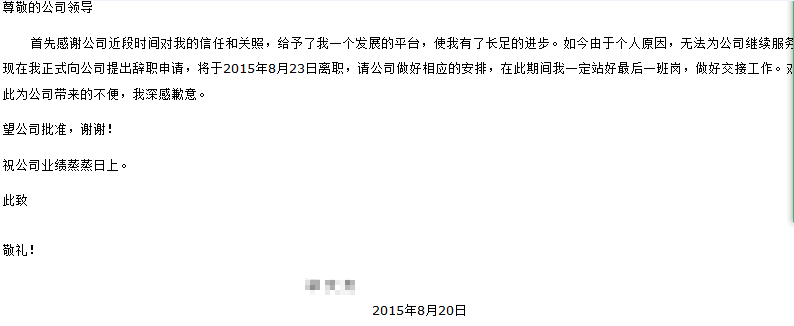 尊敬的公司领导
首先感谢公司近段时间对我的信任和关照，给予了我一个发展的平台，使我有了长足的进步。如今由于个人原因，无法为公司继续服务
现在我正式向公司提出辞职申请，将于2015年8月23日离职，请公司做好相应的安排，在此期间我一定站好最后一班岗，做好交接工作。对
此为公司带来的不便，我深感歉意。
望公司批准，谢谢！
祝公司业绩蒸蒸日上。
此致
敬礼！
2015年8月20日